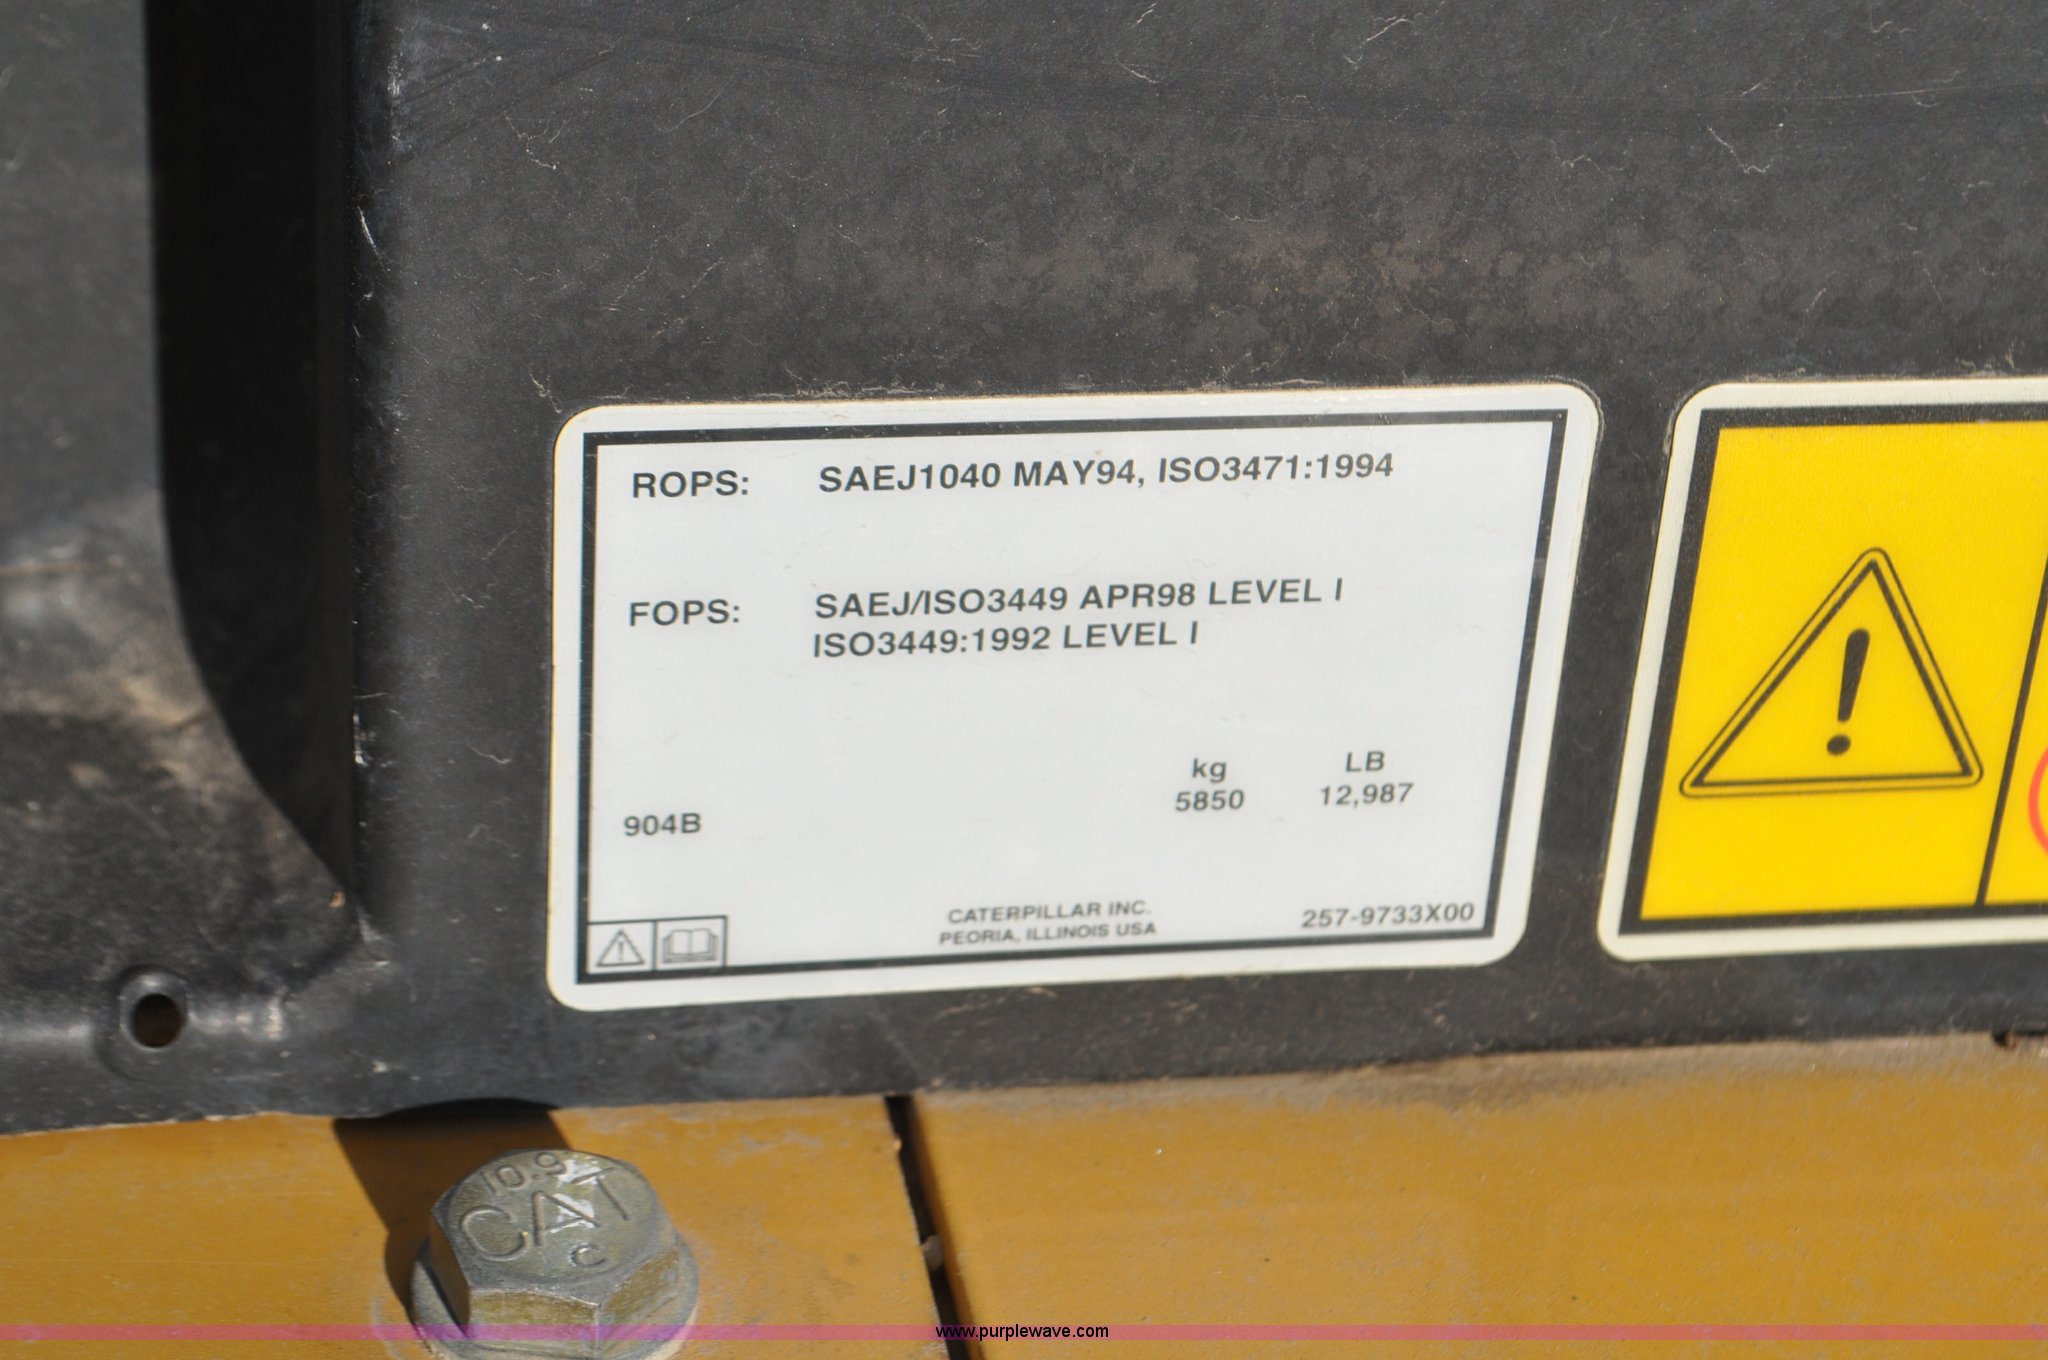 ROPS: SAEJ1040 MAY94, ISO3471:1994
FOPS: SAEJ/ISO3449 APR98 LEVEL I
ISO3449:1992 LEVEL I
kg LB
904B 5850 12,987
CATERPILLAR INC.
PEORIA, ILLINOIS USA
257-9733X00
10.9
CAT
C
www.purplewave.com